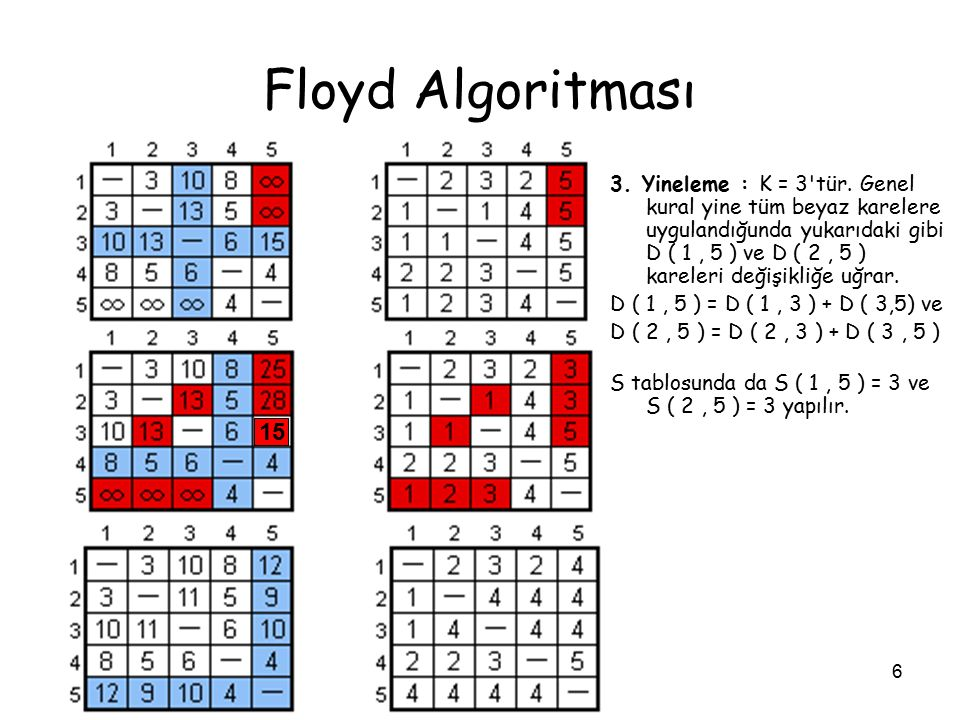 Floyd Algoritması
1 2 3 4 5
1 — 3 10 8 ∞
2 3 — 13 5 ∞
3 10 13 — 6 15
4 8 5 6 — 4
5 ∞ ∞ ∞ 4 —
1 2 3 4 5
1 — 2 3 2 5
2 1 — 1 4 5
3 1 1 — 4 5
4 2 2 3 — 5
5 1 2 3 4 —
3. Yineleme : K = 3'tür. Genel
kural yine tüm beyaz karelere
uygulandığında yukarıdaki gibi
D ( 1 , 5 ) ve D ( 2 , 5 )
kareleri değişikliğe uğrar.
D ( 1 , 5 ) = D ( 1 , 3 ) + D ( 3,5) ve
D ( 2 , 5 ) = D ( 2 , 3 ) + D ( 3 , 5 )
S tablosunda da S ( 1 , 5 ) = 3 ve
S ( 2 , 5 ) = 3 yapılır.
1 2 3 4 5
1 — 3 10 8 25
2 3 — 13 5 28
3 10 13 — 6 15
4 8 5 6 — 4
5 ∞ ∞ ∞ 4 —
1 2 3 4 5
1 — 2 3 2 3
2 1 — 1 4 3
3 1 1 — 4 5
4 2 2 3 — 5
5 1 2 3 4 —
1 2 3 4 5
1 — 3 10 8 12
2 3 — 11 5 9
3 10 11 — 6 10
4 8 5 6 — 4
5 12 9 10 4 —
1 2 3 4 5
1 — 2 3 2 4
2 1 — 4 4 4
3 1 4 — 4 4
4 2 2 3 — 5
5 4 4 4 4 —
6